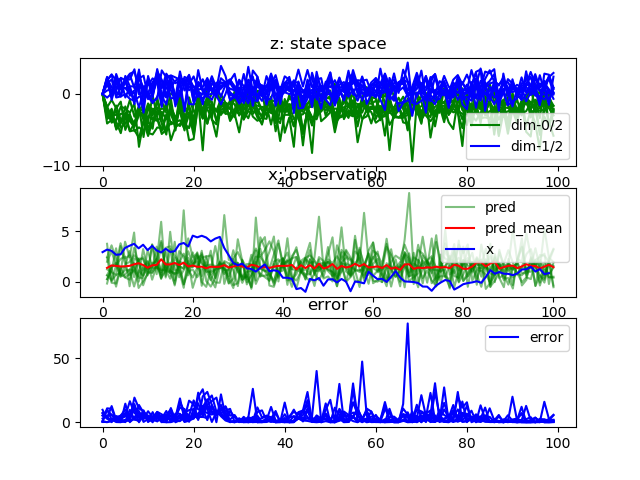 z: state space
0
−10
dim-0/2
dim-1/2
0 20 40 60 80 100
x: observation
5
0
pred
pred_mean
x
0 20 40 60 80 100
error
50
0
error
0 20 40 60 80 100